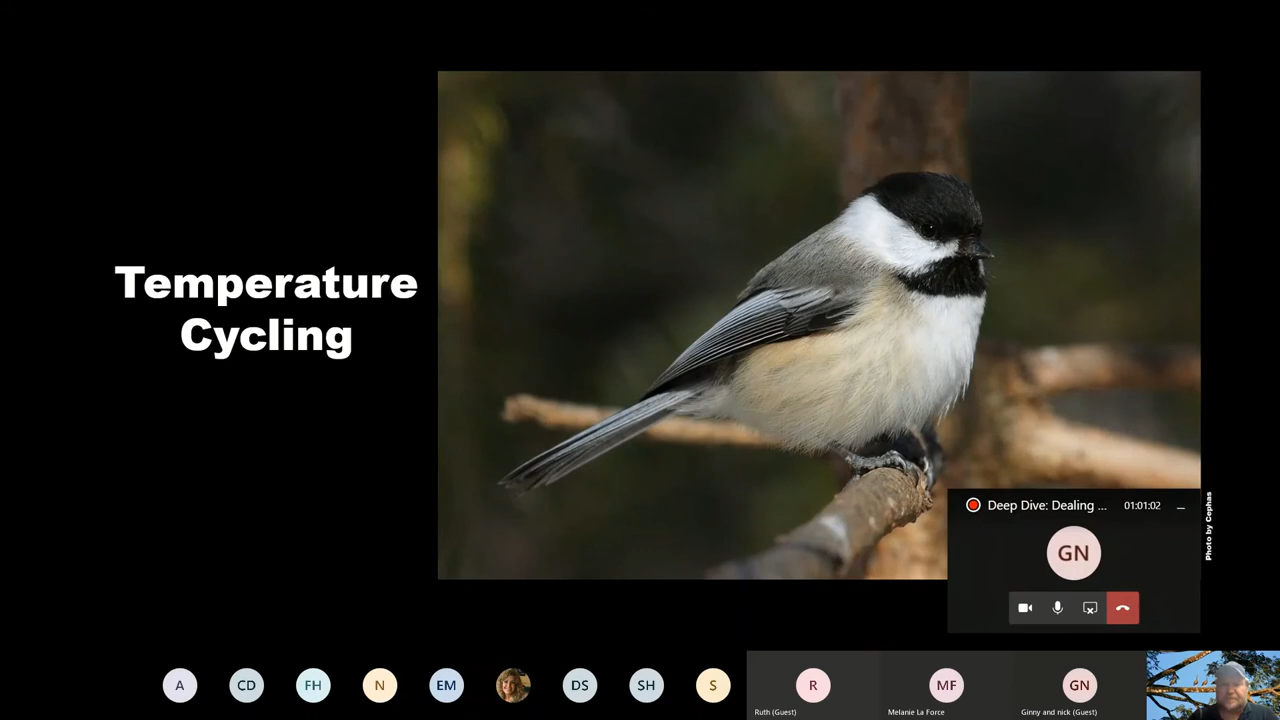 Temperature
Cycling
Deep Dive: Dealing ...
01:01:02
GN
Photo by Cephas
A
CD
FH
N
EM
DS
SH
S
R
MF
GN
Ruth (Guest)
Melanie La Force
Ginny and nick (Guest)